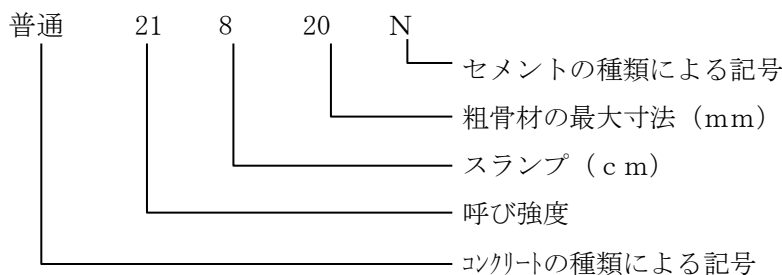 普通 21 8 20 N
セメントの種類による記号
粗骨材の最大寸法（mm）
スランプ（cm）
呼び強度
ｺﾝｸﾘｰﾄの種類による記号